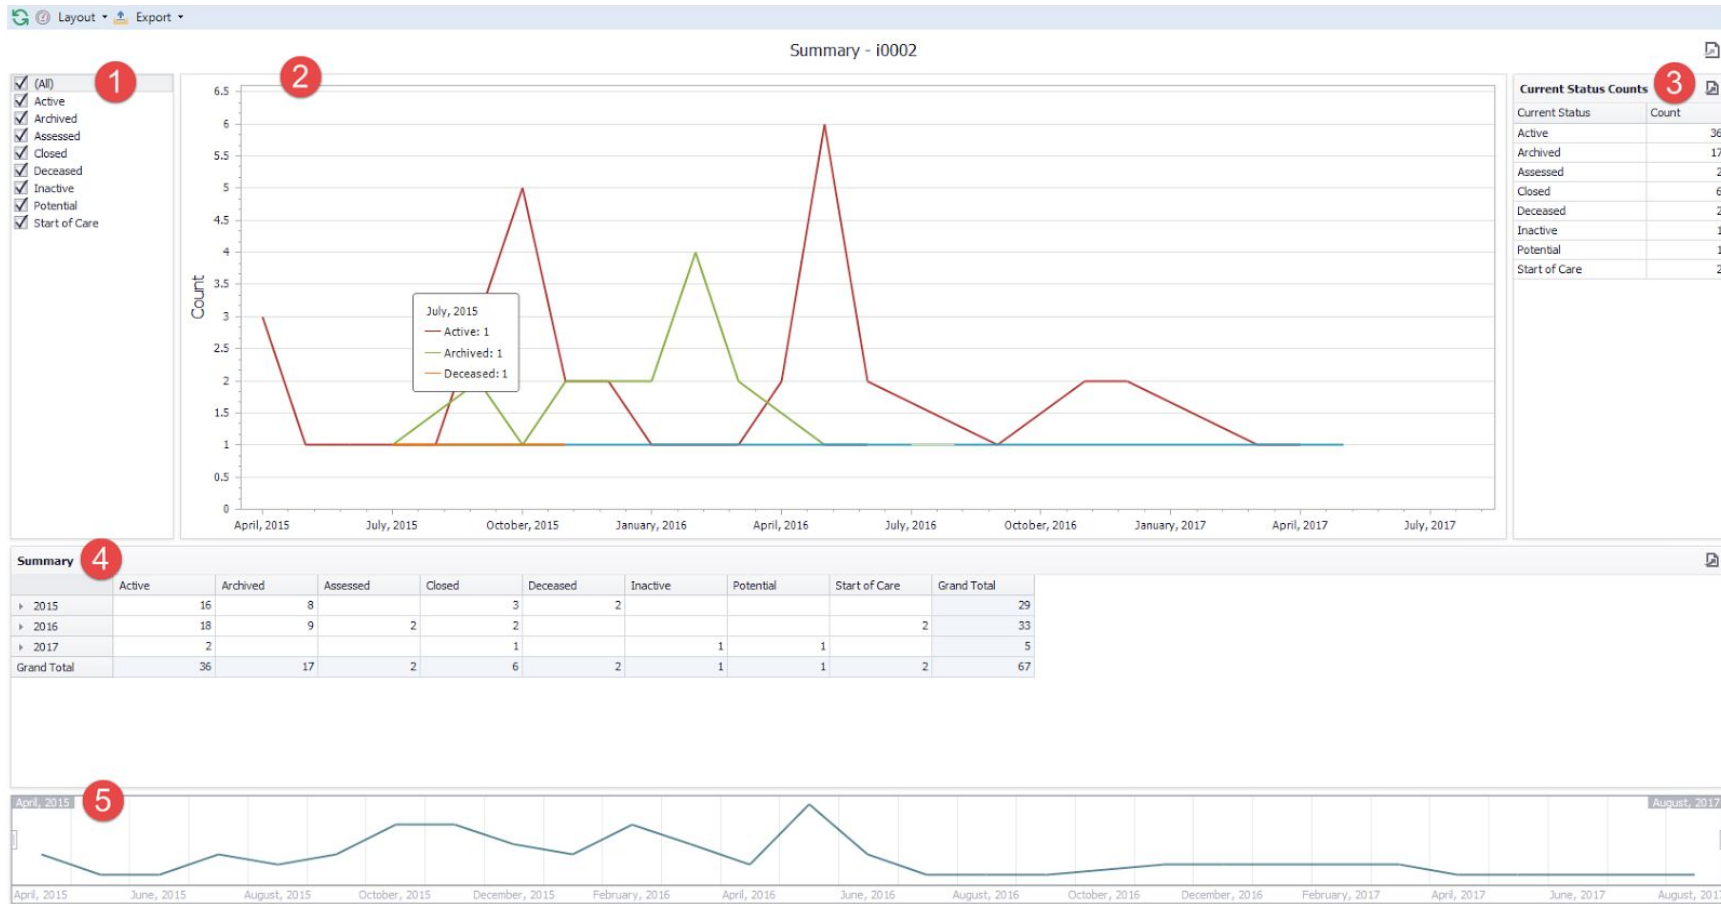 Layout Export
Summary - i0002
1
(All)
Active
Archived
Assessed
Closed
Deceased
Inactive
Potential
Start of Care
2
Count
6.5
6
5.5
5
4.5
4
3.5
3
2.5
2
1.5
1
0.5
0
July, 2015
Active: 1
Archived: 1
Deceased: 1
April, 2015 July, 2015 October, 2015 January, 2016 April, 2016 July, 2016 October, 2016 January, 2017 April, 2017 July, 2017
Current Status Counts 3
Current Status Count
Active 36
Archived 17
Assessed 2
Closed 6
Deceased 2
Inactive 1
Potential 1
Start of Care 2
Summary 4
Active Archived Assessed Closed Deceased Inactive Potential Start of Care Grand Total
2015 16 8 3 2 29
2016 18 9 2 2 2 33
2017 2 1 1 1 5
Grand Total 36 17 2 6 2 1 1 2 67
April, 2015 5 August, 2017
April, 2015 June, 2015 August, 2015 October, 2015 December, 2015 February, 2016 April, 2016 June, 2016 August, 2016 October, 2016 December, 2016 February, 2017 April, 2017 June, 2017 August, 2017